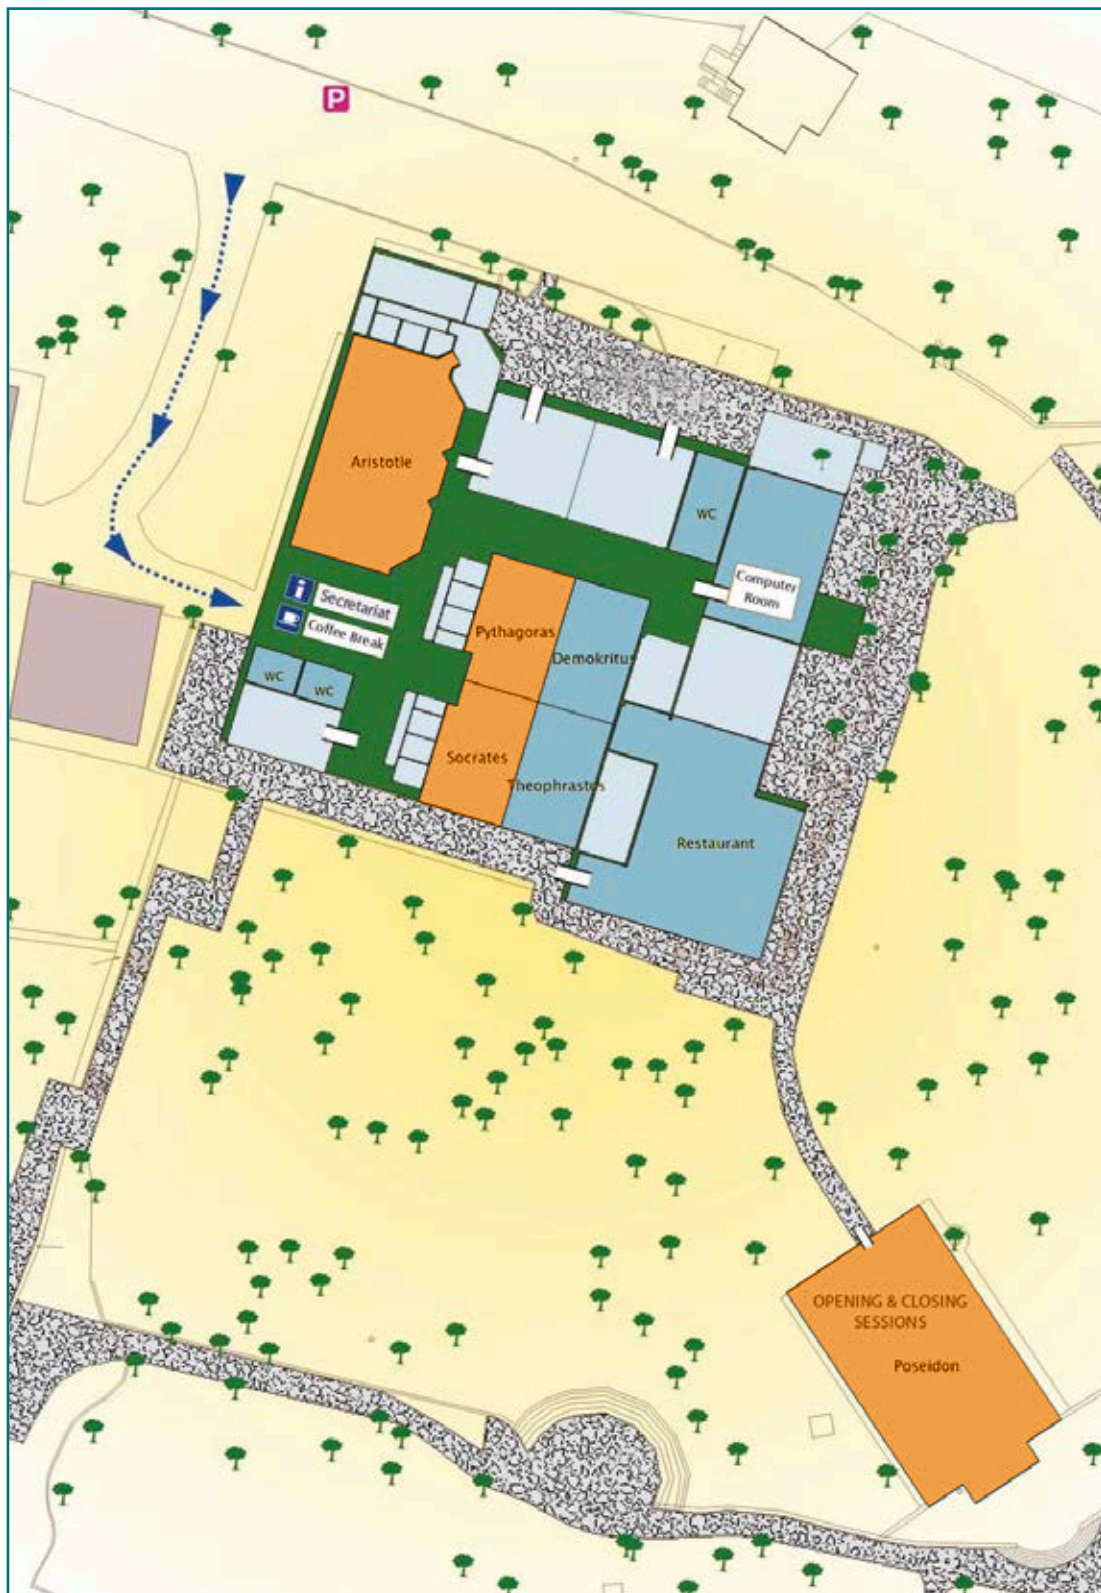 P
Aristotle
WC
Computer
Room
i
Secretariat
Coffee Break
Pythagoras
Demokritus
WC
WC
Socrates
Theophrastos
Restaurant
OPENING & CLOSING
SESSIONS
Poseidon